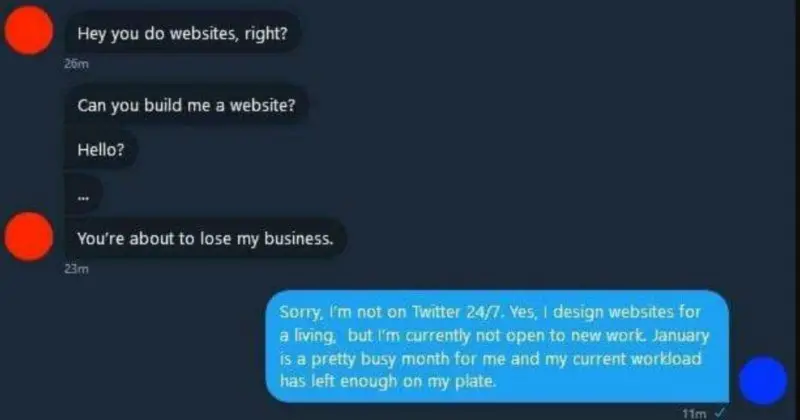 Hey you do websites, right?
26m
Can you build me a website?
Hello?
...
You're about to lose my business.
23m
Sorry, I'm not on Twitter 24/7. Yes, I design websites for
a living, but I'm currently not open to new work. January
is a pretty busy month for me and my current workload
has left enough on my plate.
11m ✓